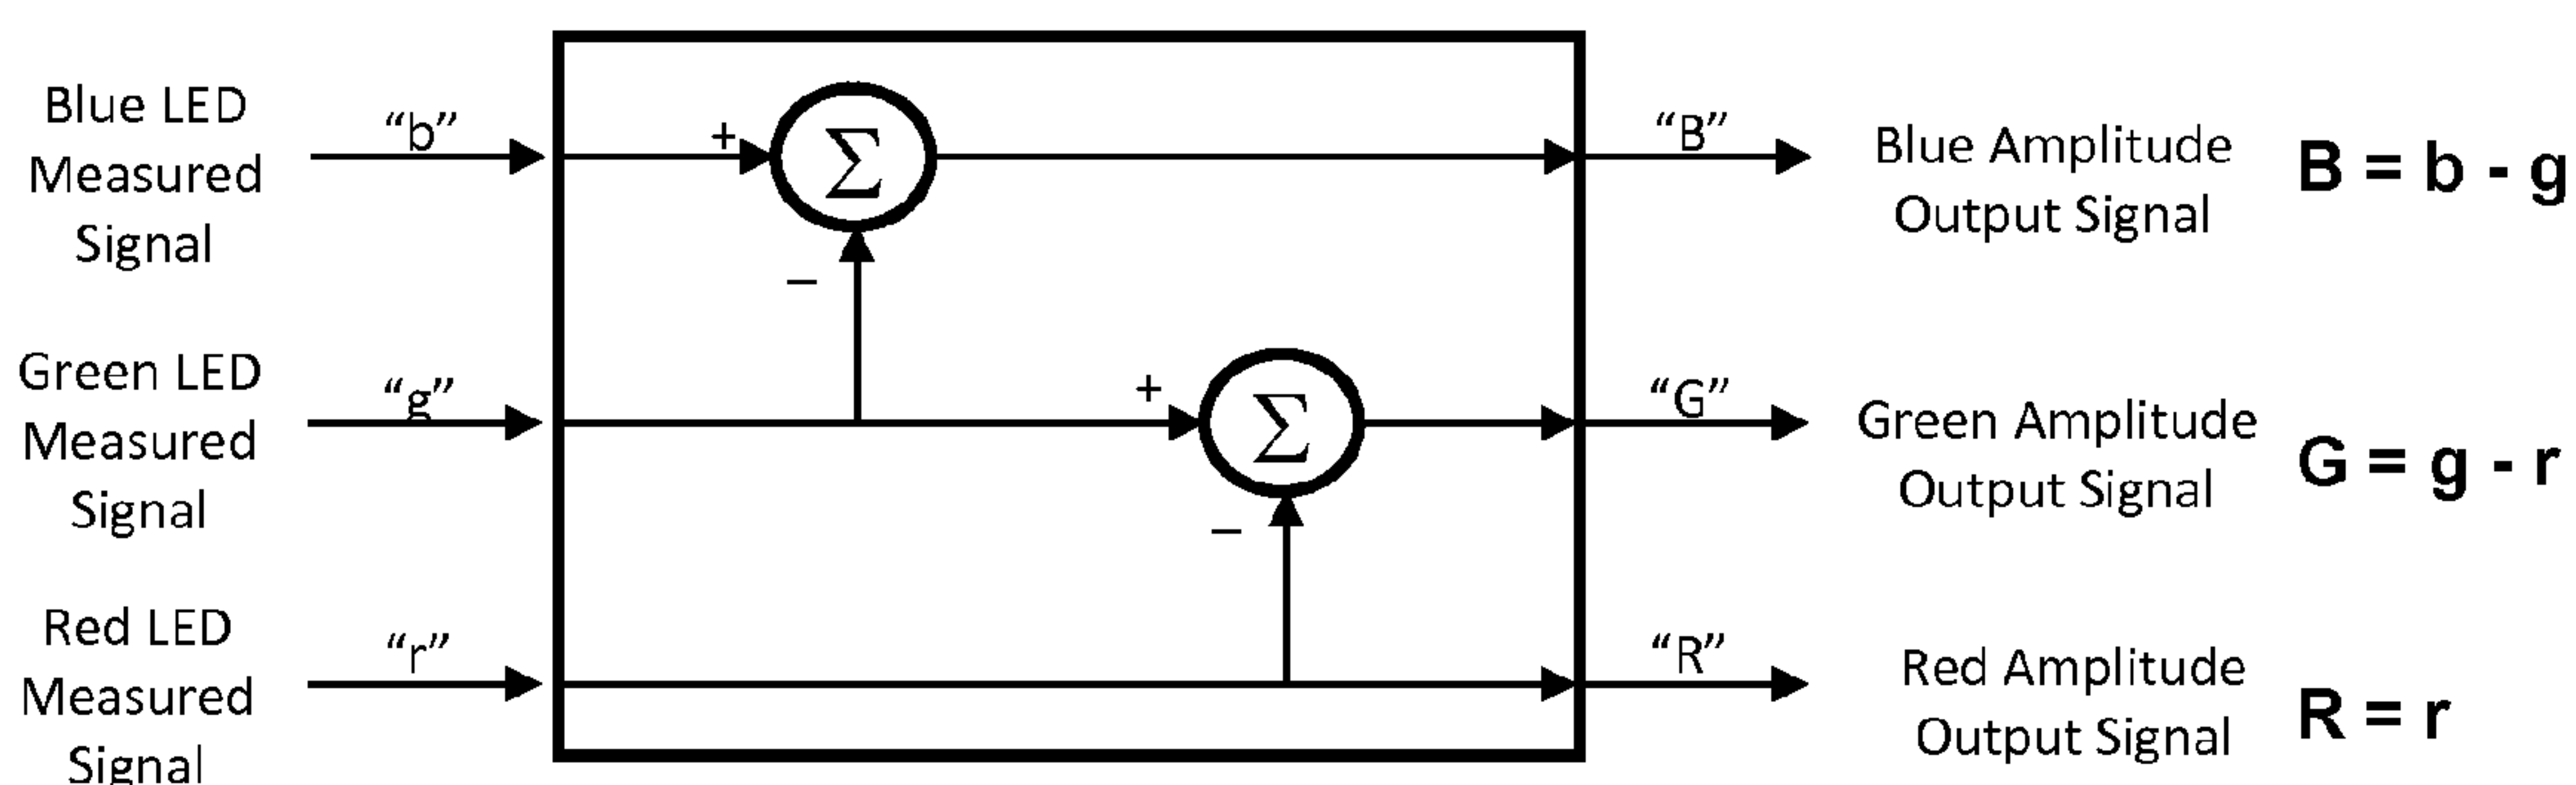 Blue LED
Measured
Signal
“b”
+
Σ
–
“B”
Blue Amplitude
Output Signal
B = b - g
Green LED
Measured
Signal
“g”
+
Σ
–
“G”
Green Amplitude
Output Signal
G = g - r
Red LED
Measured
Signal
“r”
“R”
Red Amplitude
Output Signal
R = r